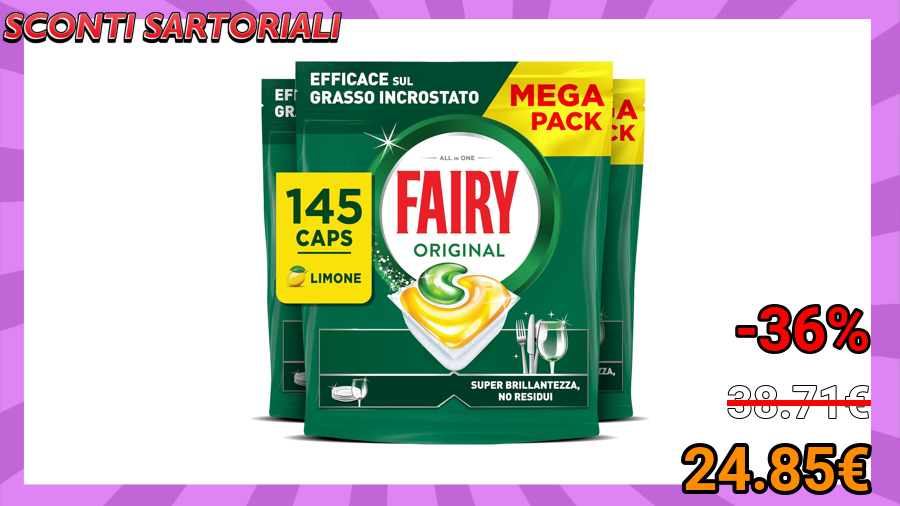 SCONTI SARTORIALI
EFFICACE SUL
GRASSO INCROSTATO
MEGA
PACK
ALL IN ONE
FAIRY
ORIGINAL
145
CAPS
LIMONE
SUPER BRILLANTEZZA,
NO RESIDUI
-36%
38.71€
24.85€